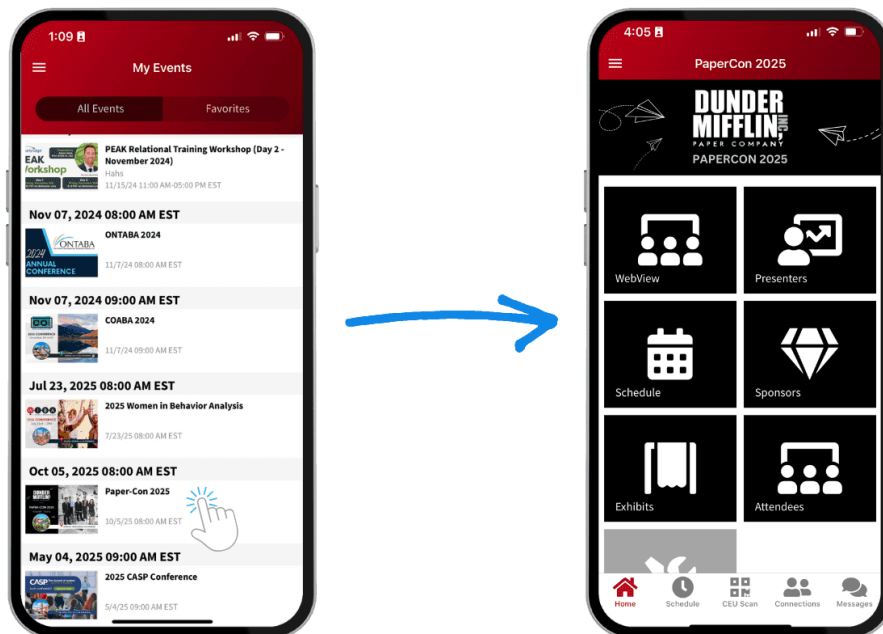 1:09
My Events
All Events
Favorites
EAK
Workshop
PEAK Relational Training Workshop (Day 2 -
November 2024)
Hahs
11/15/24 11:00 AM-05:00 PM EST
Nov 07, 2024 08:00 AM EST
ONTABA
2024
ANNUAL
CONFERENCE
ONTABA 2024
11/7/24 08:00 AM EST
Nov 07, 2024 09:00 AM EST
COABA 2024
11/7/24 09:00 AM EST
Jul 23, 2025 08:00 AM EST
2025 Women in Behavior Analysis
7/23/25 08:00 AM EST
Oct 05, 2025 08:00 AM EST
DUNDER
MIFFLIN
Paper-Con 2025
10/5/25 08:00 AM EST
May 04, 2025 09:00 AM EST
CASP
2025 CASP Conference
5/4/25 09:00 AM EST
4:05
PaperCon 2025
DUNDER
MIFFLIN, INC
PAPER COMPANY
PAPERCON 2025
WebView
Presenters
Schedule
Sponsors
Exhibits
Attendees
Home
Schedule
CEU Scan
Connections
Messages